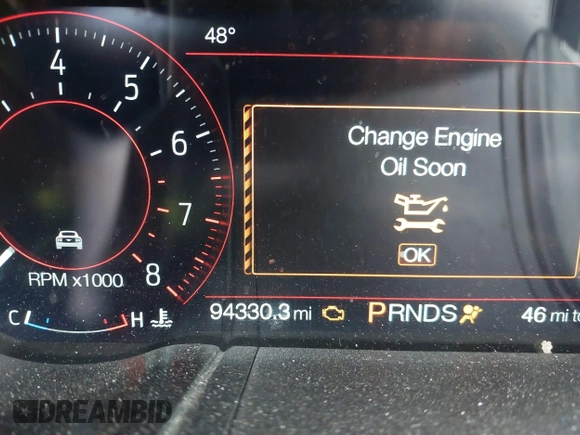 48°
4
5
6
7
8
RPM x1000
C H
Change Engine
Oil Soon
OK
94330.3 mi PRNDS 46 mi to
DREAMBID